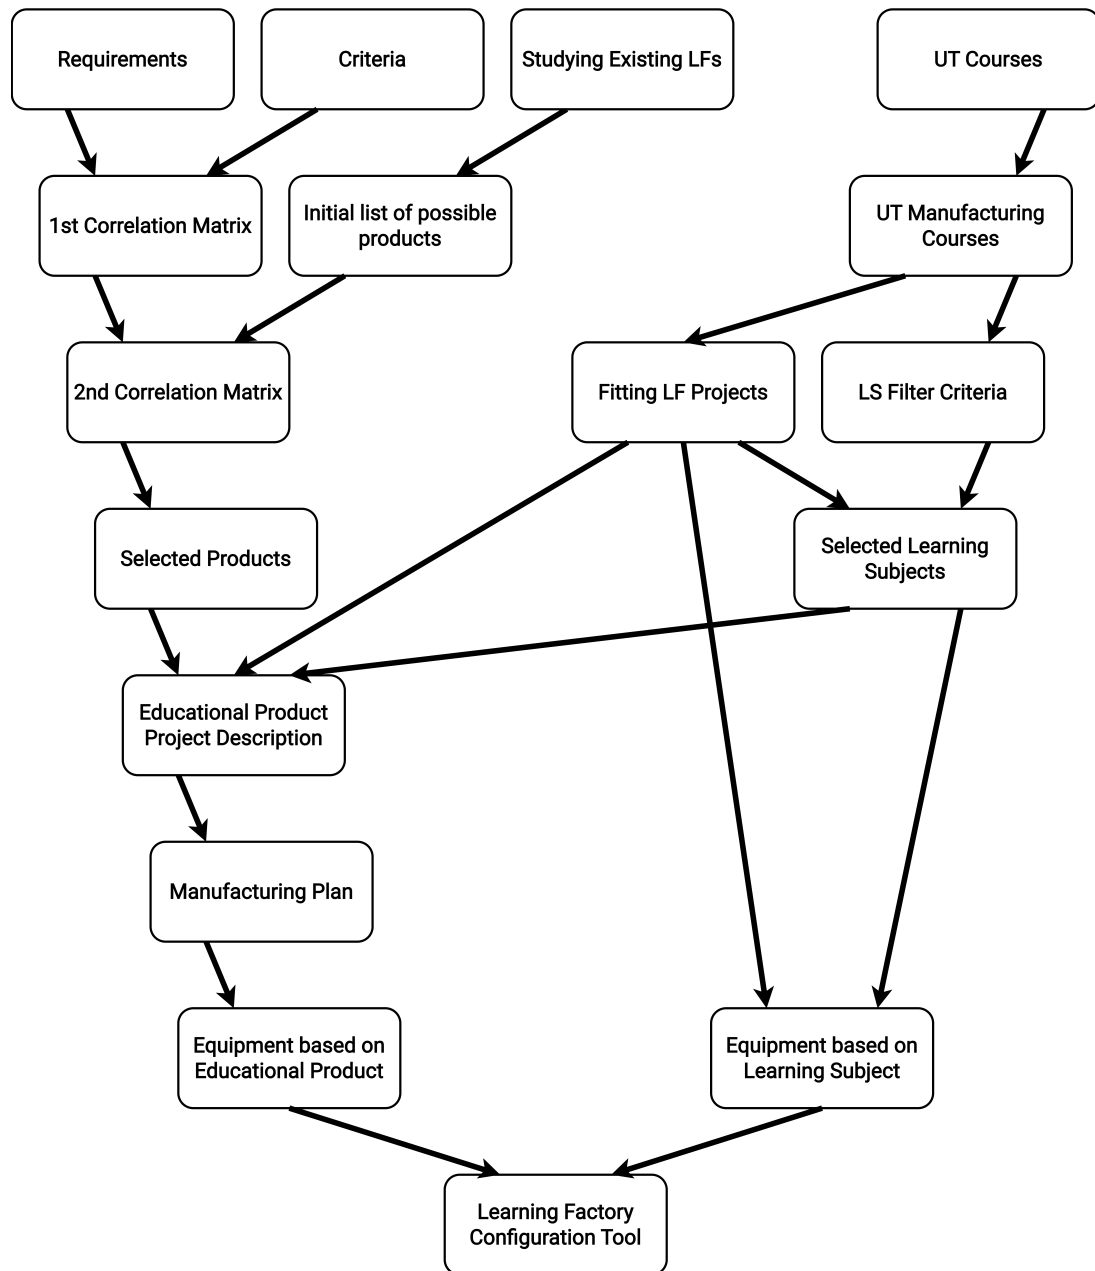 Requirements
Criteria
Studying Existing LFs
UT Courses
1st Correlation Matrix
Initial list of possible
products
UT Manufacturing
Courses
2nd Correlation Matrix
Fitting LF Projects
LS Filter Criteria
Selected Products
Selected Learning
Subjects
Educational Product
Project Description
Manufacturing Plan
Equipment based on
Educational Product
Equipment based on
Learning Subject
Learning Factory
Configuration Tool